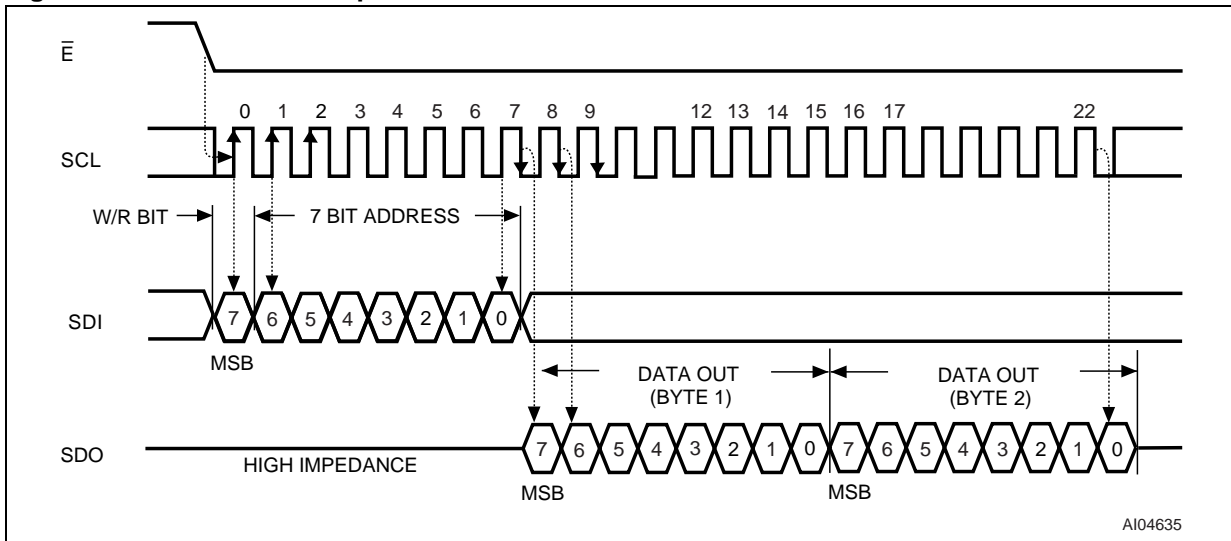 E̅
0 1 2 3 4 5 6 7 8 9 12 13 14 15 16 17 22
SCL
W/R BIT 7 BIT ADDRESS
SDI 7 6 5 4 3 2 1 0
MSB
DATA OUT
(BYTE 1)
DATA OUT
(BYTE 2)
SDO 7 6 5 4 3 2 1 0 7 6 5 4 3 2 1 0
HIGH IMPEDANCE
MSB MSB
AI04635